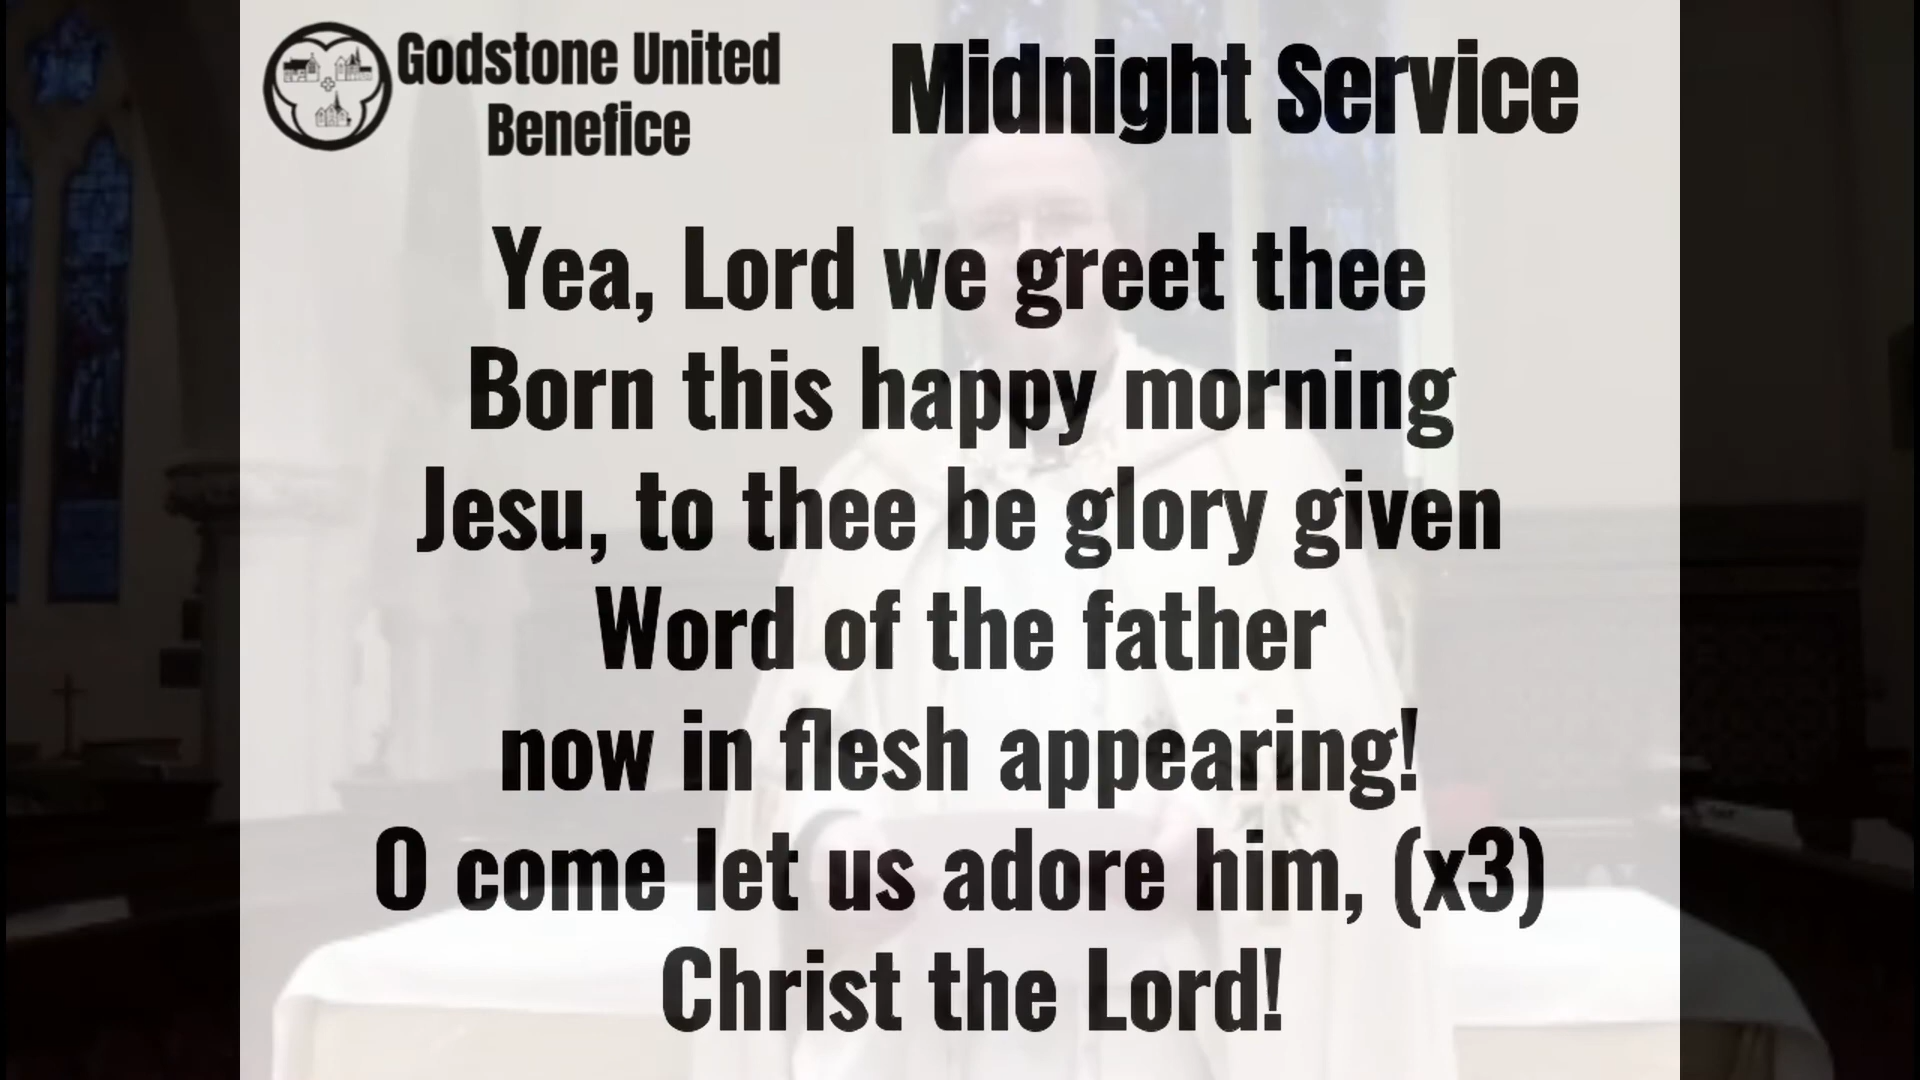 Godstone United
Benefice
Midnight Service
Yea, Lord we greet thee
Born this happy morning
Jesu, to thee be glory given
Word of the father
now in flesh appearing!
O come let us adore him, (x3)
Christ the Lord!